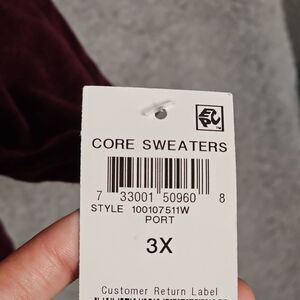 CORE SWEATERS
7 33001 50960 8
STYLE 100107511W
PORT
3X
Customer Return Label